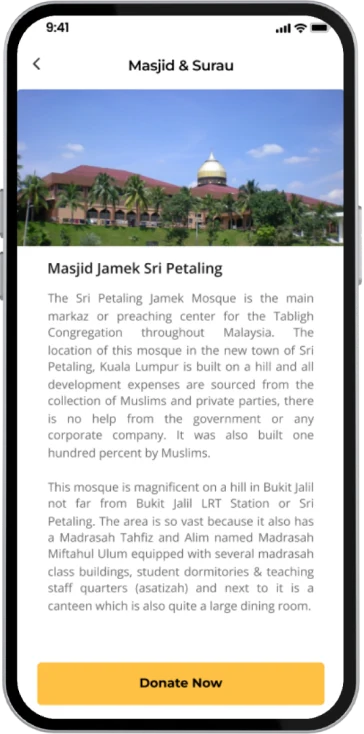 9:41
Masjid & Surau
Masjid Jamek Sri Petaling
The Sri Petaling Jamek Mosque is the main
markaz or preaching center for the Tabligh
Congregation throughout Malaysia. The
location of this mosque in the new town of Sri
Petaling, Kuala Lumpur is built on a hill and all
development expenses are sourced from the
collection of Muslims and private parties, there
is no help from the government or any
corporate company. It was also built one
hundred percent by Muslims.
This mosque is magnificent on a hill in Bukit Jalil
not far from Bukit Jalil LRT Station or Sri
Petaling. The area is so vast because it also has
a Madrasah Tahfiz and Alim named Madrasah
Miftahul Ulum equipped with several madrasah
class buildings, student dormitories & teaching
staff quarters (asatizah) and next to it is a
canteen which is also quite a large dining room.
Donate Now